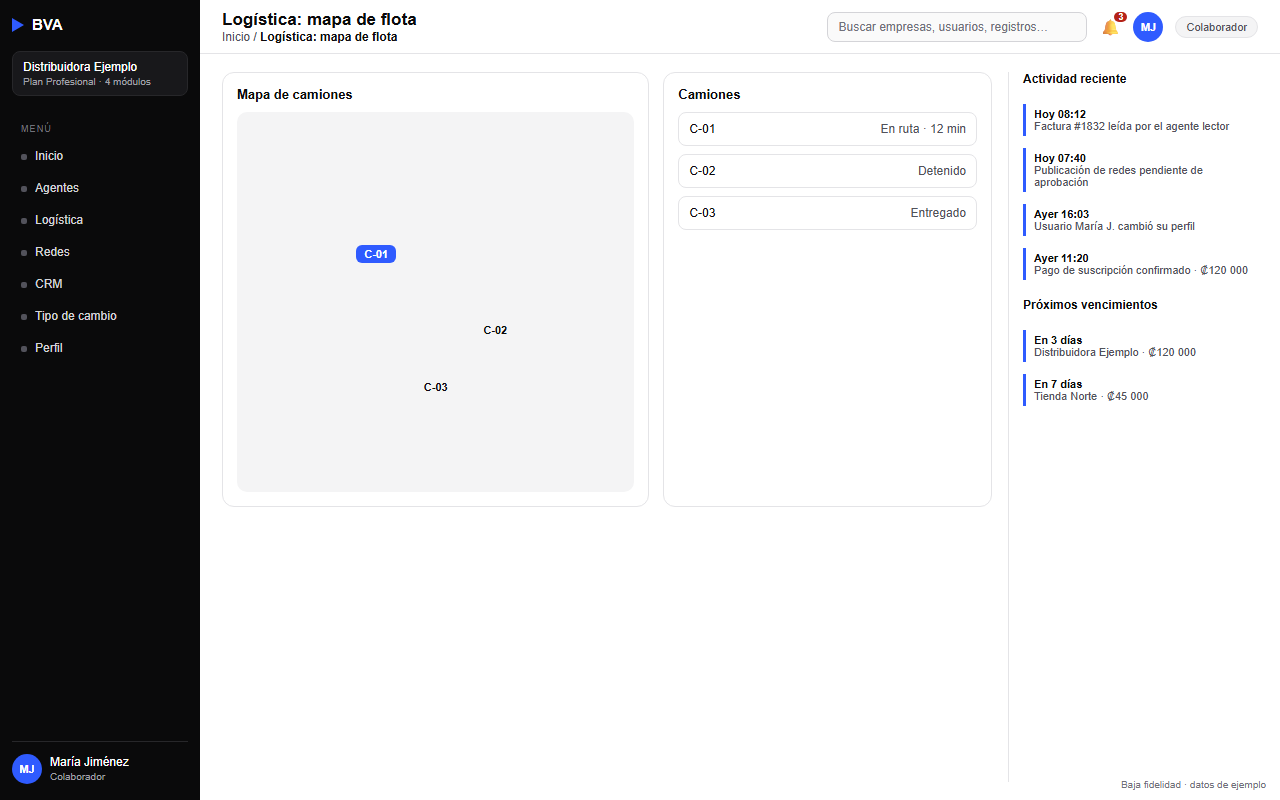 BVA
Distribuidora Ejemplo
Plan Profesional · 4 módulos
MENÚ
Inicio
Agentes
Logística
Redes
CRM
Tipo de cambio
Perfil
María Jiménez
MJ
Colaborador
Logística: mapa de flota
Inicio / Logística: mapa de flota
Buscar empresas, usuarios, registros…
3
MJ
Colaborador
Mapa de camiones
C-01
C-02
C-03
Camiones
C-01 En ruta · 12 min
C-02 Detenido
C-03 Entregado
Actividad reciente
Hoy 08:12
Factura #1832 leída por el agente lector
Hoy 07:40
Publicación de redes pendiente de
aprobación
Ayer 16:03
Usuario María J. cambió su perfil
Ayer 11:20
Pago de suscripción confirmado · ₡120 000
Próximos vencimientos
En 3 días
Distribuidora Ejemplo · ₡120 000
En 7 días
Tienda Norte · ₡45 000
Baja fidelidad · datos de ejemplo